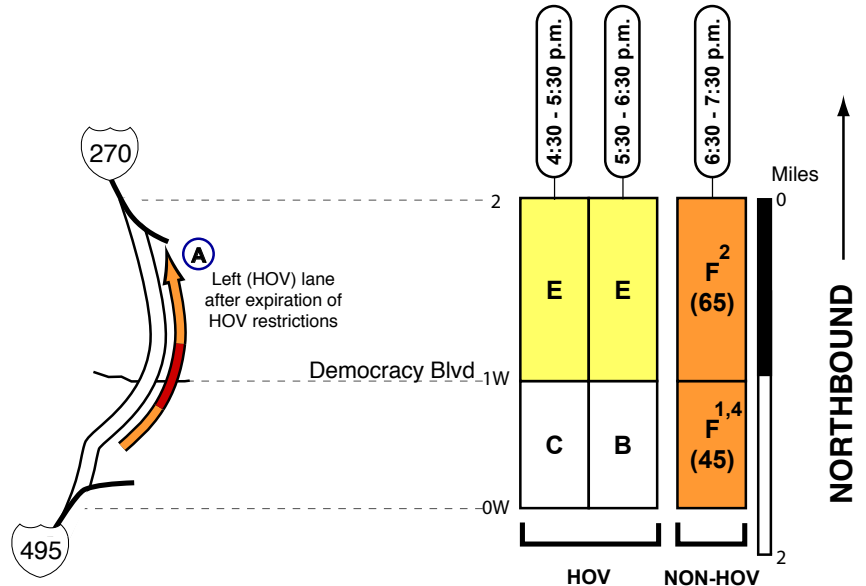 4:30 - 5:30 p.m.
5:30 - 6:30 p.m.
6:30 - 7:30 p.m.
270
Miles
2
0
A
Left (HOV) lane
after expiration of
HOV restrictions
E
E
F2
(65)
Democracy Blvd
1W
C
B
F1,4
(45)
NORTHBOUND
0W
495
2
HOV
NON-HOV